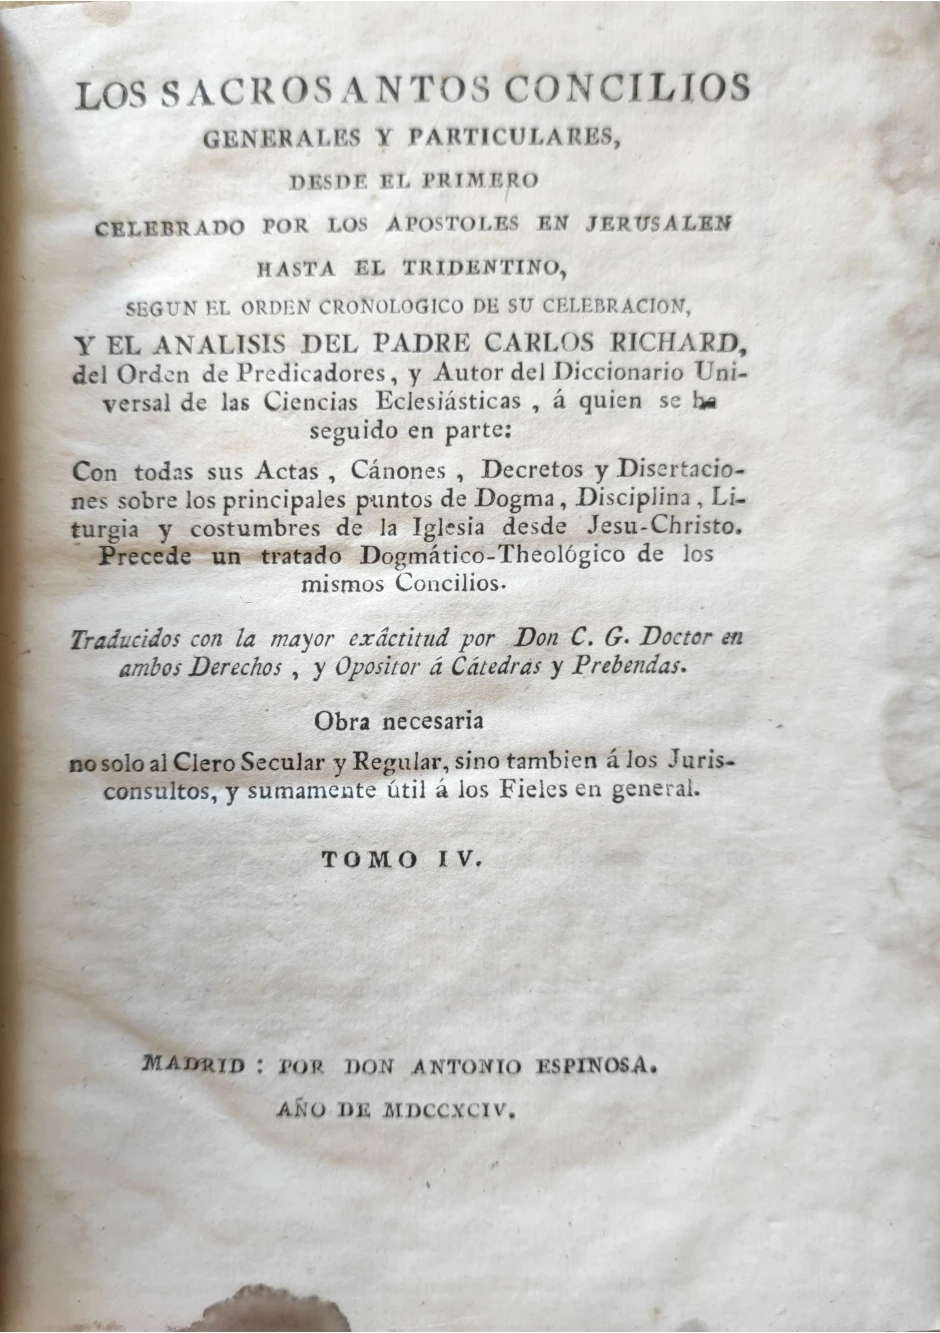 LOS SACROSANTOS CONCILIOS
GENERALES Y PARTICULARES,
DESDE EL PRIMERO
CELEBRADO POR LOS APOSTOLES EN JERUSALEN
HASTA EL TRIDENTINO,
SEGUN EL ORDEN CRONOLOGICO DE SU CELEBRACION,
Y EL ANALISIS DEL PADRE CARLOS RICHARD,
del Orden de Predicadores, y Autor del Diccionario Uni-
versal de las Ciencias Eclesiásticas, á quien se ha
seguido en parte:
Con todas sus Actas, Cánones, Decretos y Disertacio-
nes sobre los principales puntos de Dogma, Disciplina, Li-
turgia y costumbres de la Iglesia desde Jesu-Christo.
Precede un tratado Dogmático-Theológico de los
mismos Concilios.
Traducidos con la mayor exâctitud por Don C. G. Doctor en
ambos Derechos, y Opositor á Cátedras y Prebendas.
Obra necesaria
no solo al Clero Secular y Regular, sino tambien á los Juris-
consultos, y sumamente útil á los Fieles en general.
TOMO IV.
MADRID: POR DON ANTONIO ESPINOSA.
AÑO DE MDCCXCIV.